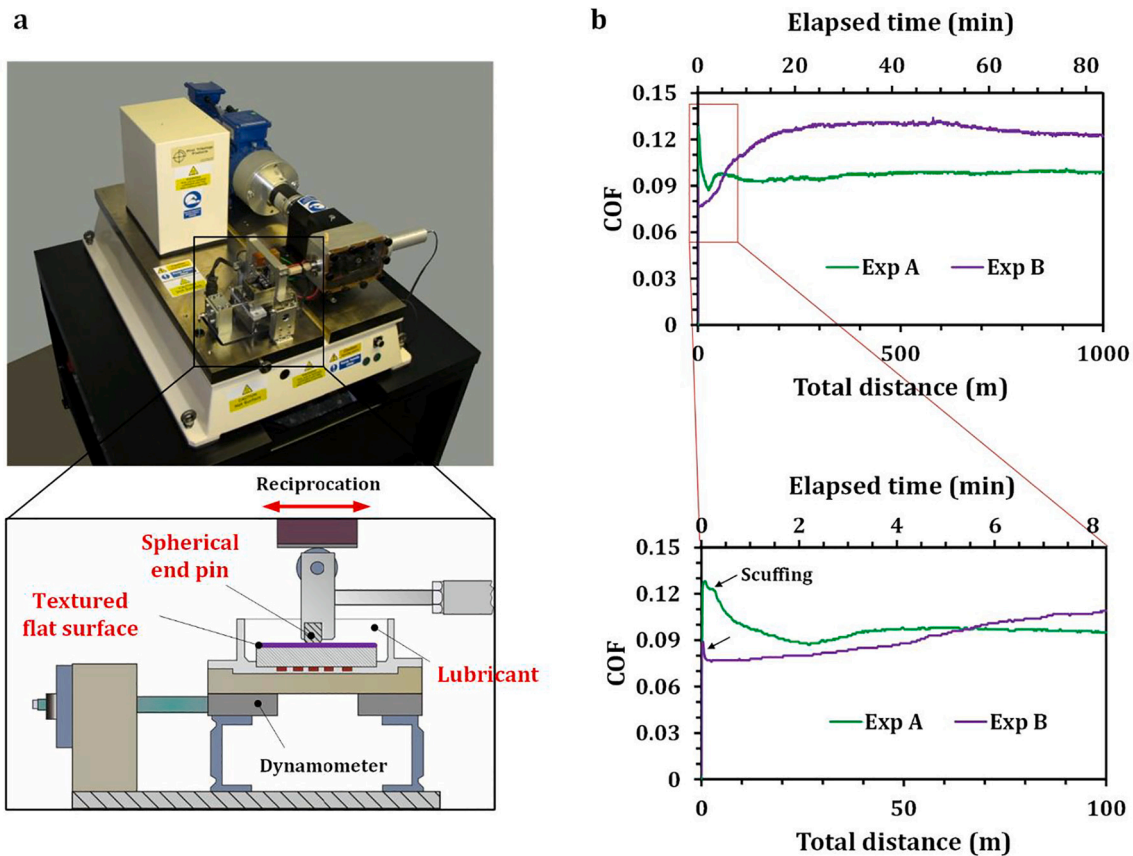 a
Reciprocation
Spherical
end pin
Textured
flat surface
Lubricant
Dynamometer
b
Elapsed time (min)
0 20 40 60 80
0.15
0.12
0.09
0.06
0.03
0
COF
Exp A Exp B
0 500 1000
Total distance (m)
Elapsed time (min)
0 2 4 6 8
0.15
0.12
0.09
0.06
0.03
0
COF
Scuffing
Exp A Exp B
0 50 100
Total distance (m)